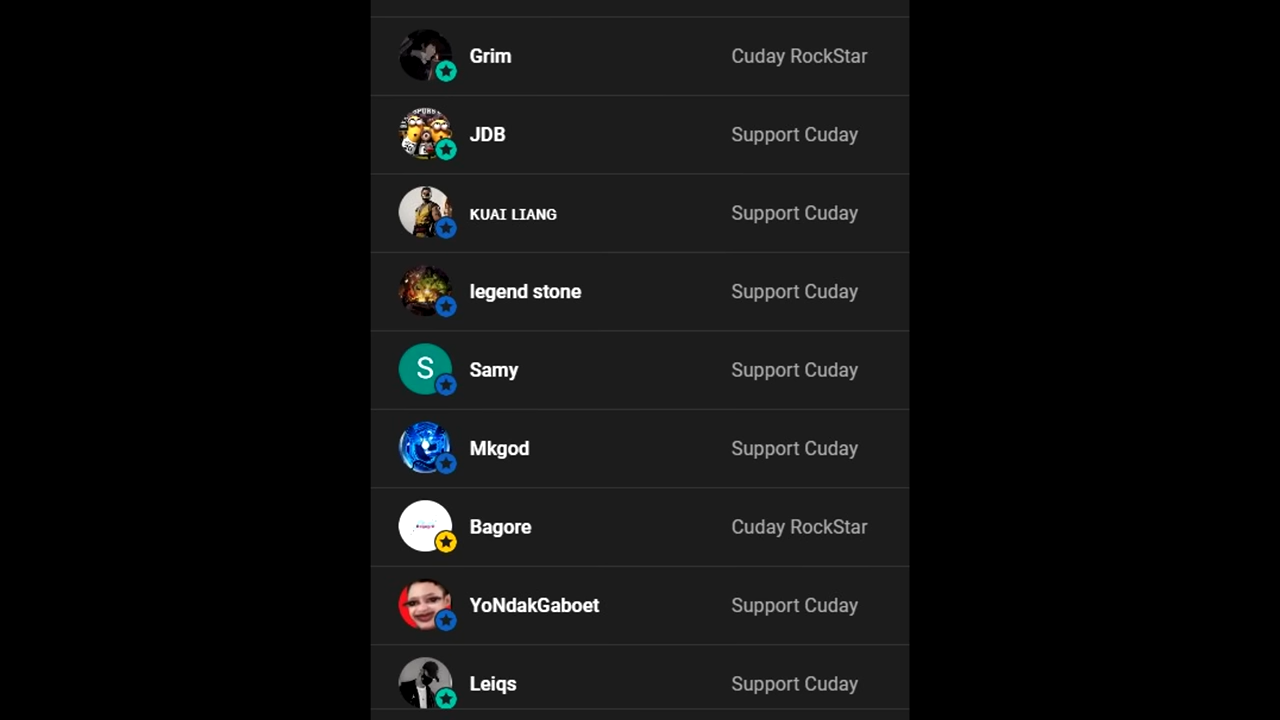 Grim Cuday RockStar
JDB Support Cuday
KUAI LIANG Support Cuday
legend stone Support Cuday
S
Samy Support Cuday
Mkgod Support Cuday
Bagore Cuday RockStar
YoNdakGaboet Support Cuday
Leiqs Support Cuday